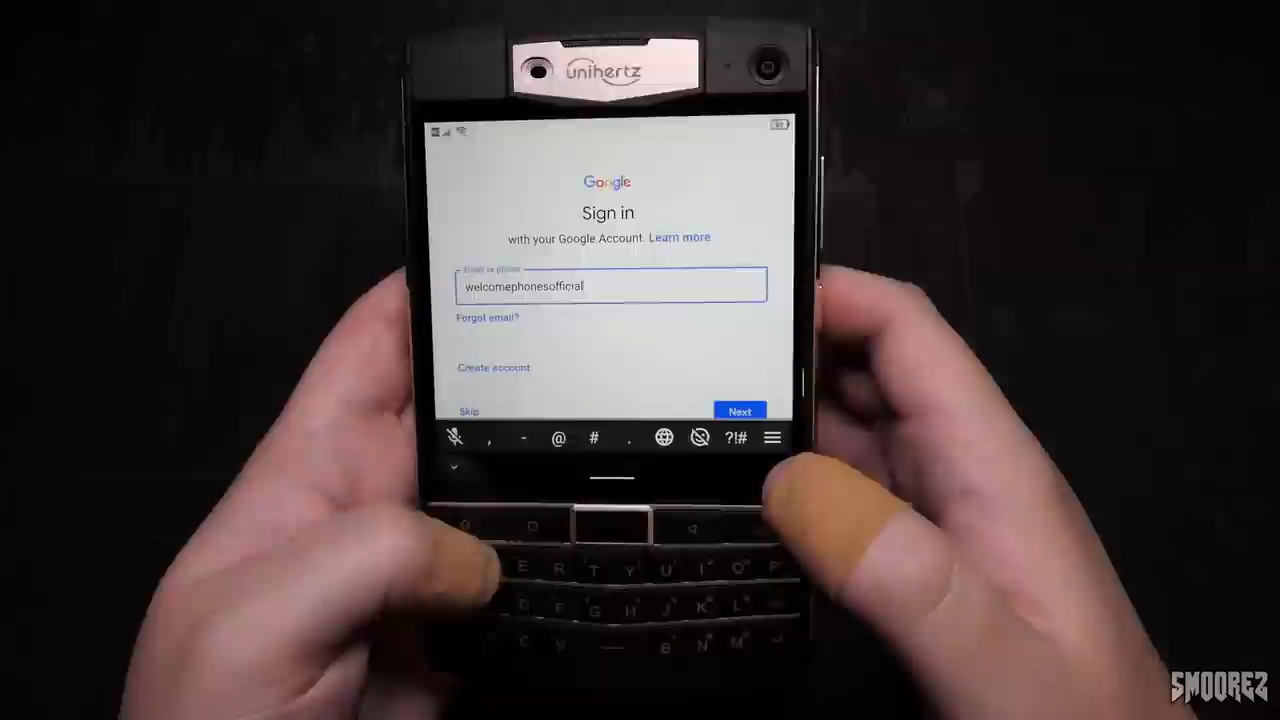 unihertz
Google
Sign in
with your Google Account. Learn more
Email or phone
welcomephonesofficial
Forgot email?
Create account
Skip
Next
, - @ # . ?!#
E R T Y U I O P
D F G H J K L
C V B N M
SMOOREZ